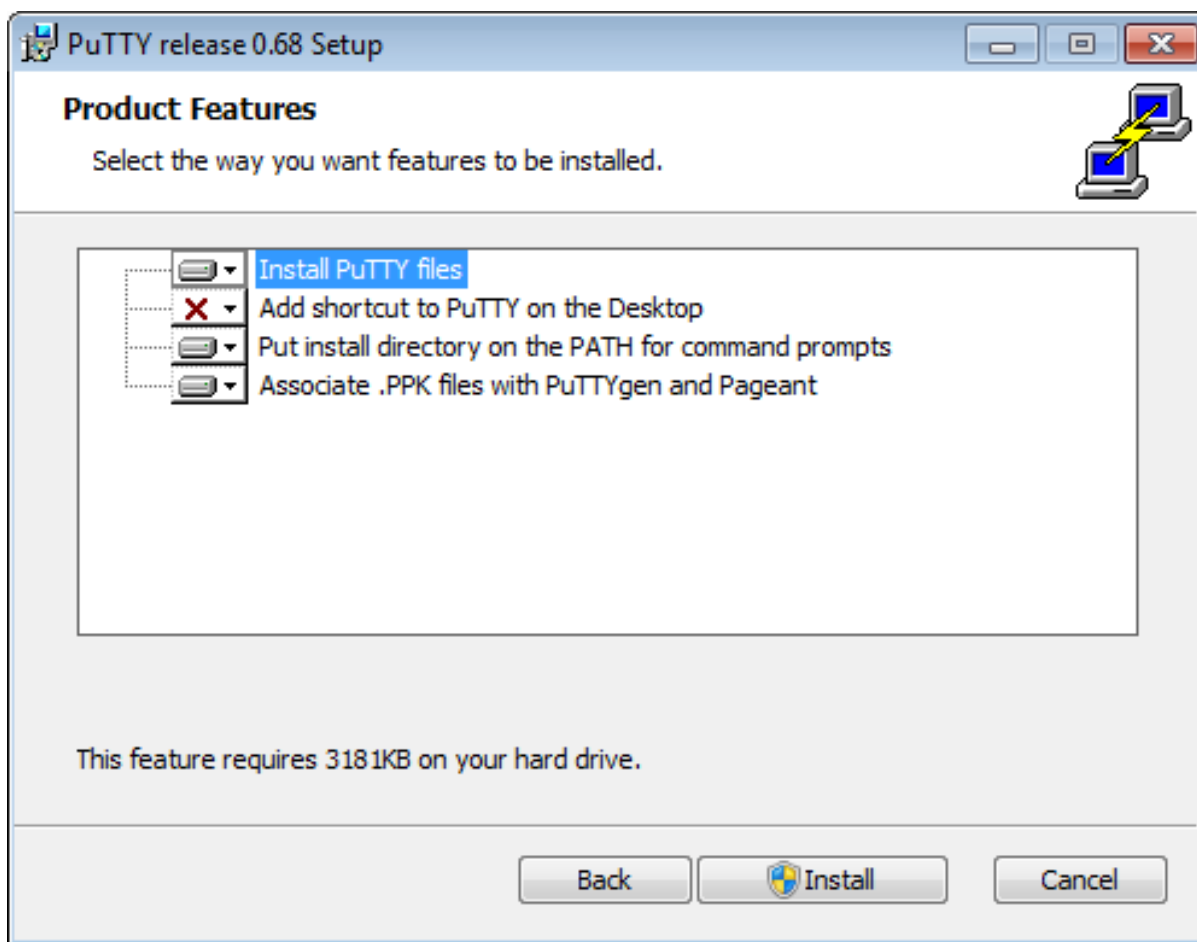 PuTTY release 0.68 Setup
Product Features
Select the way you want features to be installed.
Install PuTTY files
Add shortcut to PuTTY on the Desktop
Put install directory on the PATH for command prompts
Associate .PPK files with PuTTYgen and Pageant
This feature requires 3181KB on your hard drive.
Back Install Cancel